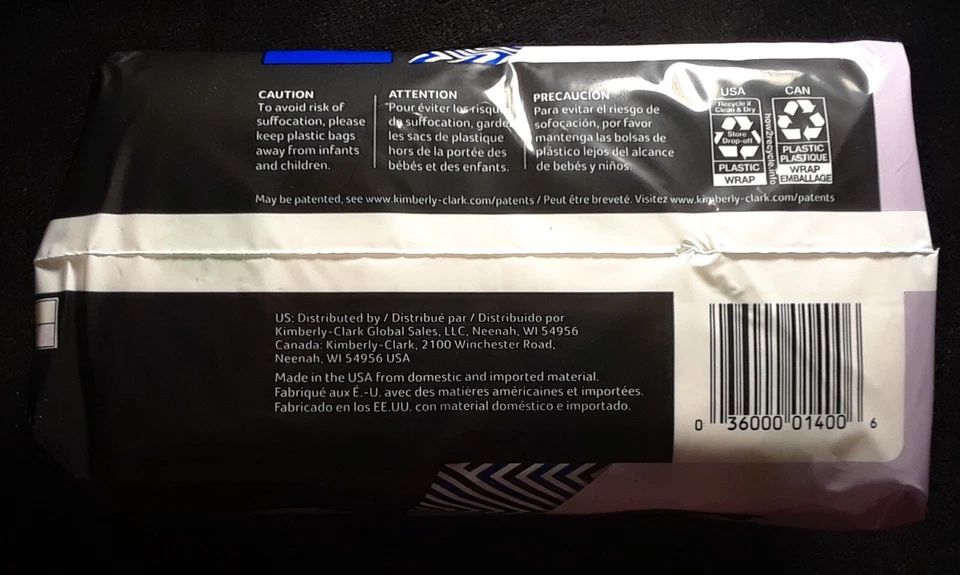 CAUTION
To avoid risk of
suffocation, please
keep plastic bags
away from infants
and children.
ATTENTION
Pour éviter les risques
de suffocation, garder
les sacs de plastique
hors de la portée des
bébés et des enfants.
PRECAUCIÓN
Para evitar el riesgo de
sofocación, por favor
mantenga las bolsas de
plástico lejos del alcance
de bebés y niños.
USA
Recycle if
Clean & Dry
Store
Drop-off
PLASTIC
WRAP
how2recycle.info
CAN
PLASTIC
PLASTIQUE
WRAP
EMBALLAGE
May be patented, see www.kimberly-clark.com/patents / Peut être breveté. Visitez www.kimberly-clark.com/patents
US: Distributed by / Distribué par / Distribuido por
Kimberly-Clark Global Sales, LLC, Neenah, WI 54956
Canada: Kimberly-Clark, 2100 Winchester Road,
Neenah, WI 54956 USA
Made in the USA from domestic and imported material.
Fabriqué aux É.-U. avec des matières américaines et importées.
Fabricado en los EE.UU. con material doméstico e importado.
0 36000 01400 6